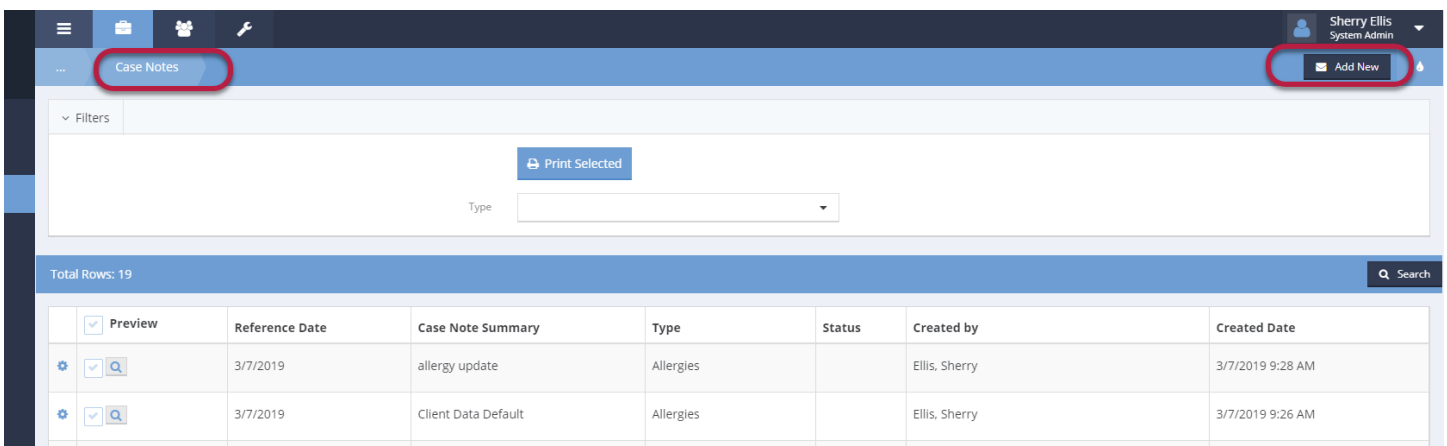 Sherry Ellis
System Admin
... Case Notes Add New
Filters
Print Selected
Type
Total Rows: 19 Search
Preview Reference Date Case Note Summary Type Status Created by Created Date
3/7/2019 allergy update Allergies Ellis, Sherry 3/7/2019 9:28 AM
3/7/2019 Client Data Default Allergies Ellis, Sherry 3/7/2019 9:26 AM